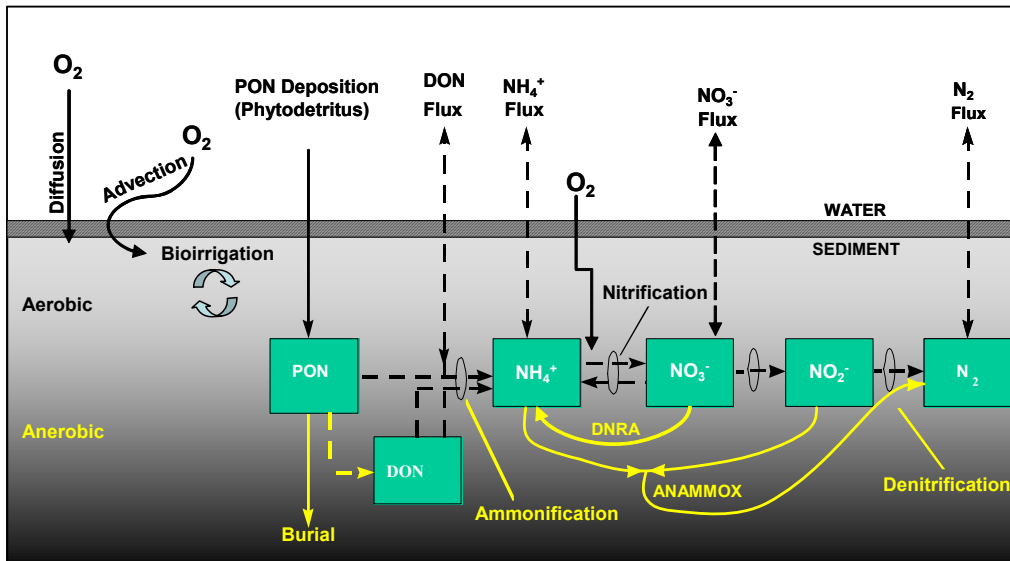 O2
Diffusion
Advection
O2
PON Deposition
(Phytodetritus)
DON
Flux
NH4+
Flux
O2
NO3-
Flux
N2
Flux
WATER
SEDIMENT
Bioirrigation
Aerobic
Nitrification
PON
NH4+
NO3-
NO2-
N2
Anerobic
DNRA
DON
ANAMMOX
Denitrification
Ammonification
Burial